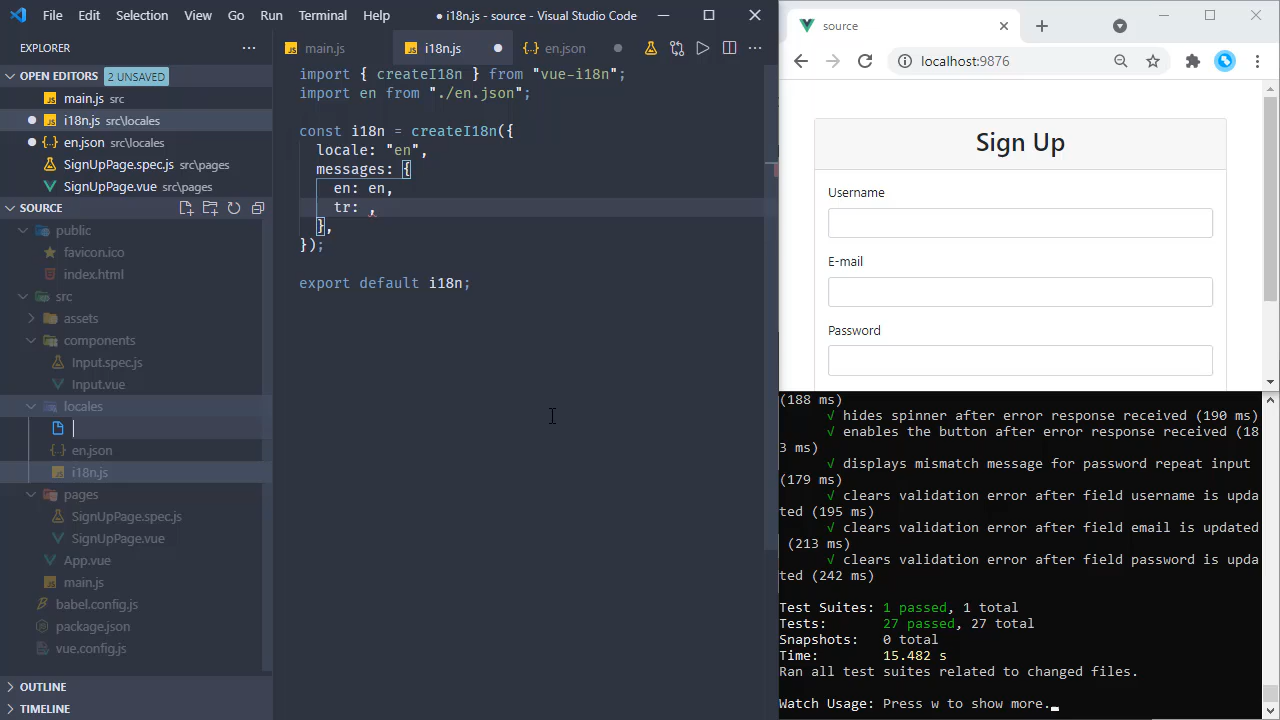 File Edit Selection View Go Run Terminal Help
● i18n.js - source - Visual Studio Code
EXPLORER
OPEN EDITORS 2 UNSAVED
main.js src
i18n.js src\locales
en.json src\locales
SignUpPage.spec.js src\pages
SignUpPage.vue src\pages
SOURCE
public
favicon.ico
index.html
src
assets
components
Input.spec.js
Input.vue
locales
en.json
i18n.js
pages
SignUpPage.spec.js
SignUpPage.vue
App.vue
main.js
babel.config.js
package.json
vue.config.js
OUTLINE
TIMELINE
main.js i18n.js en.json
import { createI18n } from "vue-i18n";
import en from "./en.json";
const i18n = createI18n({
locale: "en",
messages: {
en: en,
tr: ,
},
});
export default i18n;
source
localhost:9876
Sign Up
Username
E-mail
Password
(188 ms)
√ hides spinner after error response received (190 ms)
√ enables the button after error response received (18
3 ms)
√ displays mismatch message for password repeat input
(179 ms)
√ clears validation error after field username is upda
ted (195 ms)
√ clears validation error after field email is updated
(213 ms)
√ clears validation error after field password is upda
ted (242 ms)
Test Suites: 1 passed, 1 total
Tests: 27 passed, 27 total
Snapshots: 0 total
Time: 15.482 s
Ran all test suites related to changed files.
Watch Usage: Press w to show more.